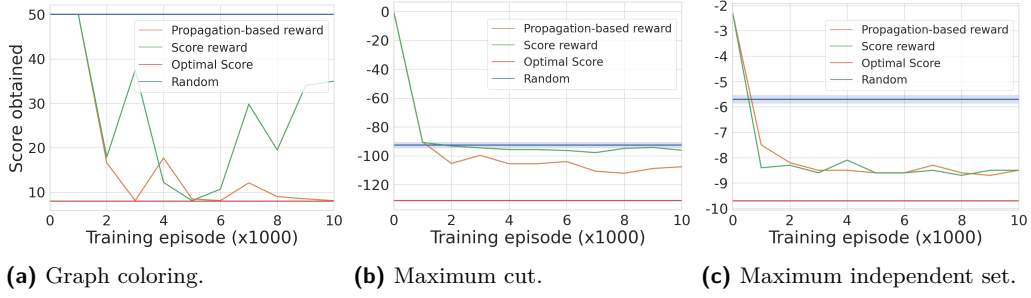 Score obtained
50
40
30
20
10
0
2
4
6
8
10
Training episode (x1000)
Propagation-based reward
Score reward
Optimal Score
Random
(a) Graph coloring.
0
−20
−40
−60
−80
−100
−120
0
2
4
6
8
10
Training episode (x1000)
Propagation-based reward
Score reward
Optimal Score
Random
(b) Maximum cut.
−2
−3
−4
−5
−6
−7
−8
−9
−10
0
2
4
6
8
10
Training episode (x1000)
Propagation-based reward
Score reward
Optimal Score
Random
(c) Maximum independent set.